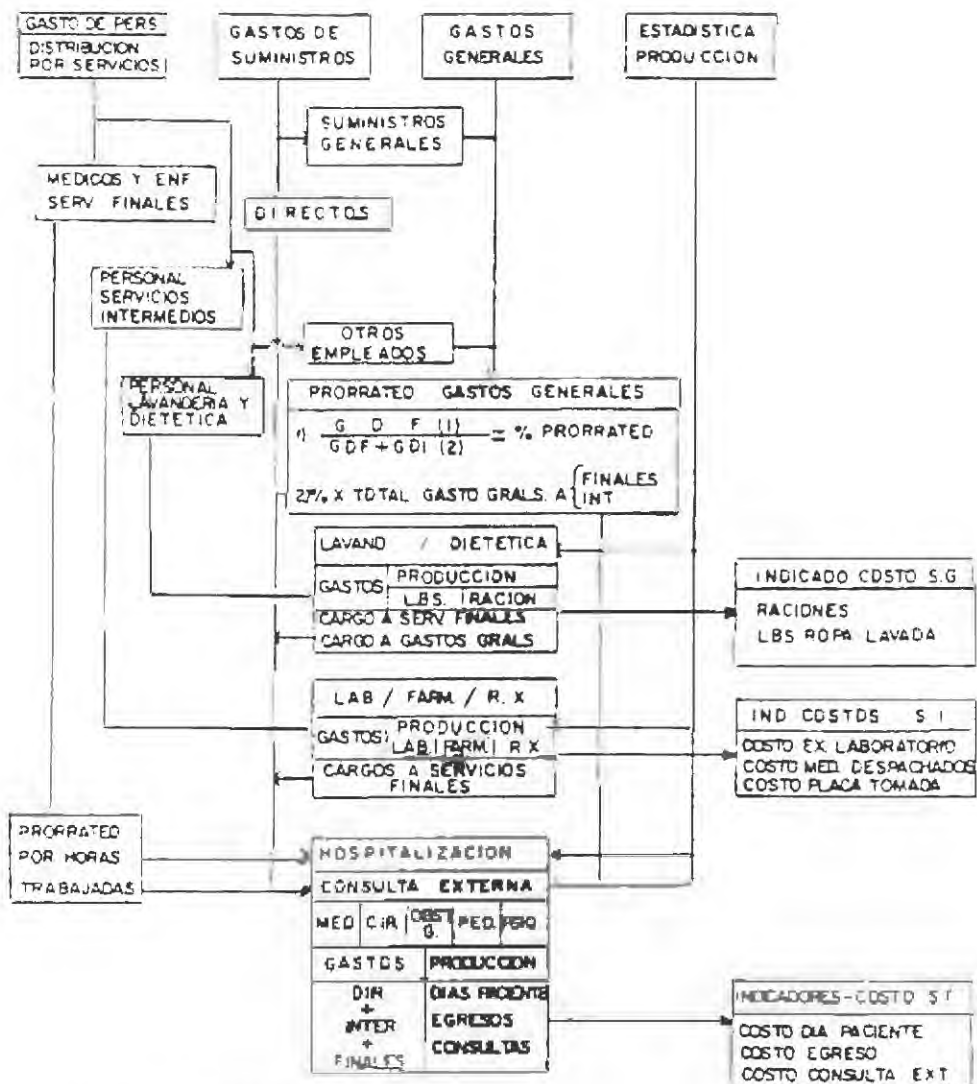 GASTO DE PERS
DISTRIBUCION
POR SERVICIOS
GASTOS DE
SUMINISTROS
GASTOS
GENERALES
ESTADISTICA
PRODUCCION
SUMINISTROS
GENERALES
MEDICOS Y ENF
SERV. FINALES
DIRECTOS
PERSONAL
SERVICIOS
INTERMEDIOS
OTROS
EMPLEADOS
PERSONAL
LAVANDERIA Y
DIETETICA
PRORRATEO GASTOS GENERALES
1) G D F (1)
GDF + GDI (2) = % PRORRATEO
2) % X TOTAL GASTO GRALS. A { FINALES
INT
LAVAND / DIETETICA
GASTOS PRODUCCION
LBS. RACION
CARGO A SERV FINALES
CARGO A GASTOS GRALS
INDICADO COSTO S.G
RACIONES
LBS ROPA LAVADA
LAB / FARM. / R. X
GASTOS PRODUCCION
LAB. FARM. R X
CARGOS A SERVICIOS
FINALES
IND COSTOS S I
COSTO EX. LABORATORIO
COSTO MED. DESPACHADOS
COSTO PLACA TOMADA
PRORRATEO
POR HORAS
TRABAJADAS
HOSPITALIZACION
CONSULTA EXTERNA
MED CIR OBST G. PED. PSIQ
GASTOS PRODUCCION
DIR
+
INTER
+
FINALES
DIAS PACIENTE
EGRESOS
CONSULTAS
INDICADORES-COSTO S F
COSTO DIA PACIENTE
COSTO EGRESO
COSTO CONSULTA EXT